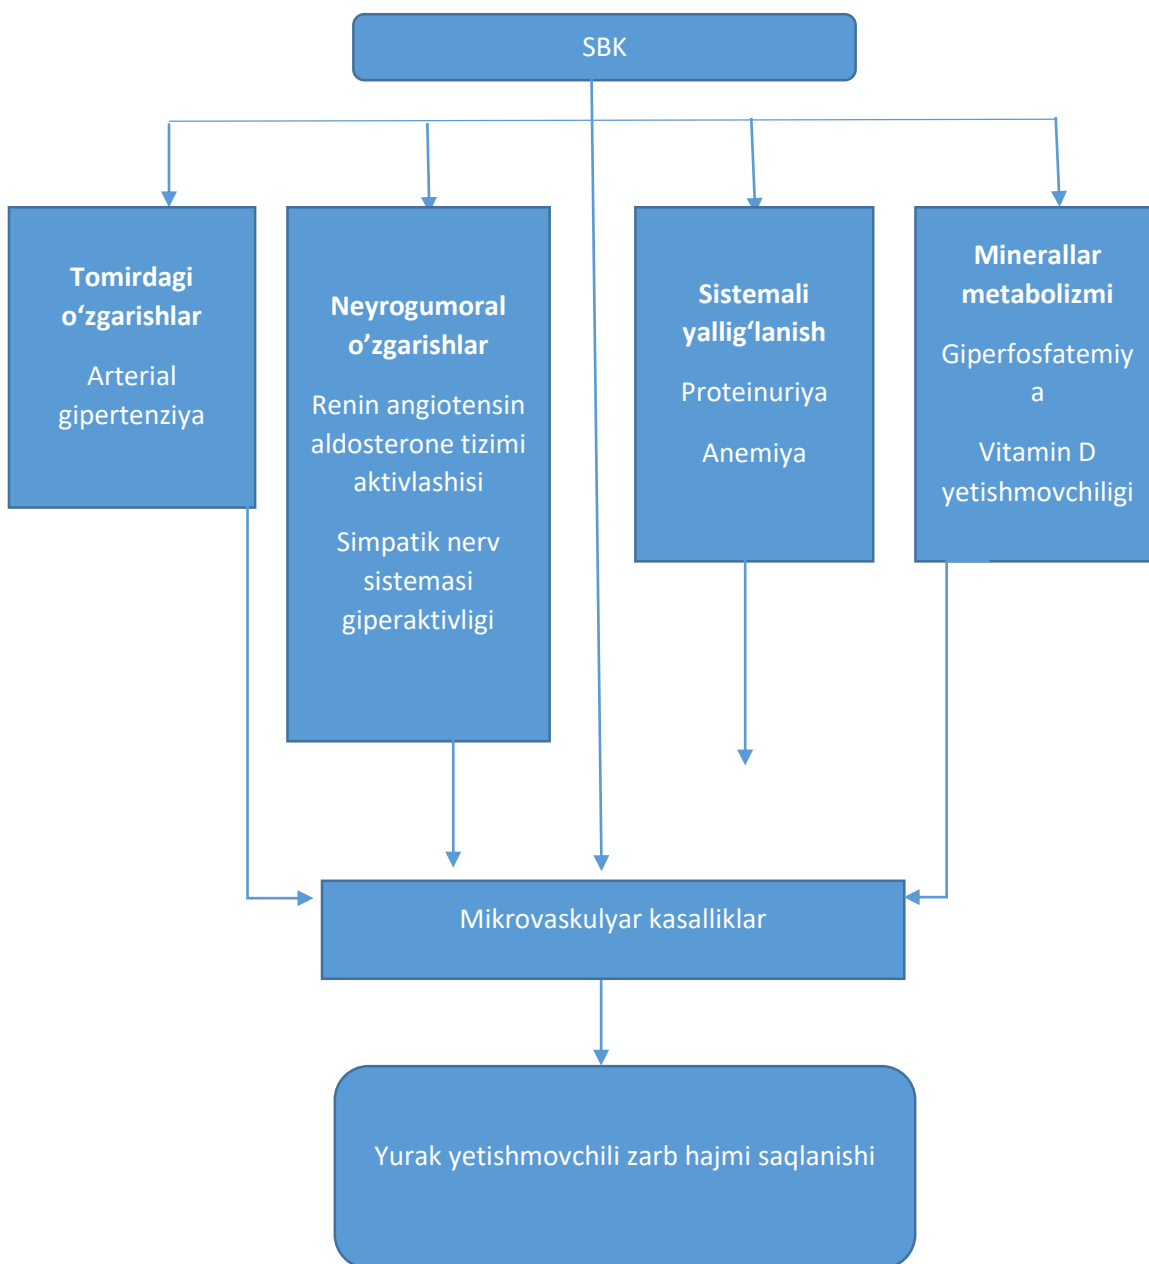 SBK
Tomirdagi
o‘zgarishlar
Arterial
gipertenziya
Neyrogumoral
o’zgarishlar
Renin angiotensin
aldosterone tizimi
aktivlashisi
Simpatik nerv
sistemasi
giperaktivligi
Sistemali
yallig‘lanish
Proteinuriya
Anemiya
Minerallar
metabolizmi
Giperfosfatemiy
a
Vitamin D
yetishmovchiligi
Mikrovaskulyar kasalliklar
Yurak yetishmovchili zarb hajmi saqlanishi